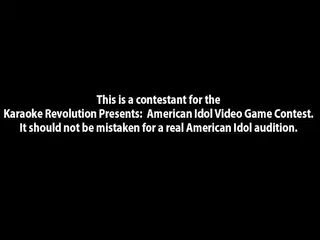 This is a contestant for the
Karaoke Revolution Presents:  American Idol Video Game Contest.
It should not be mistaken for a real American Idol audition.